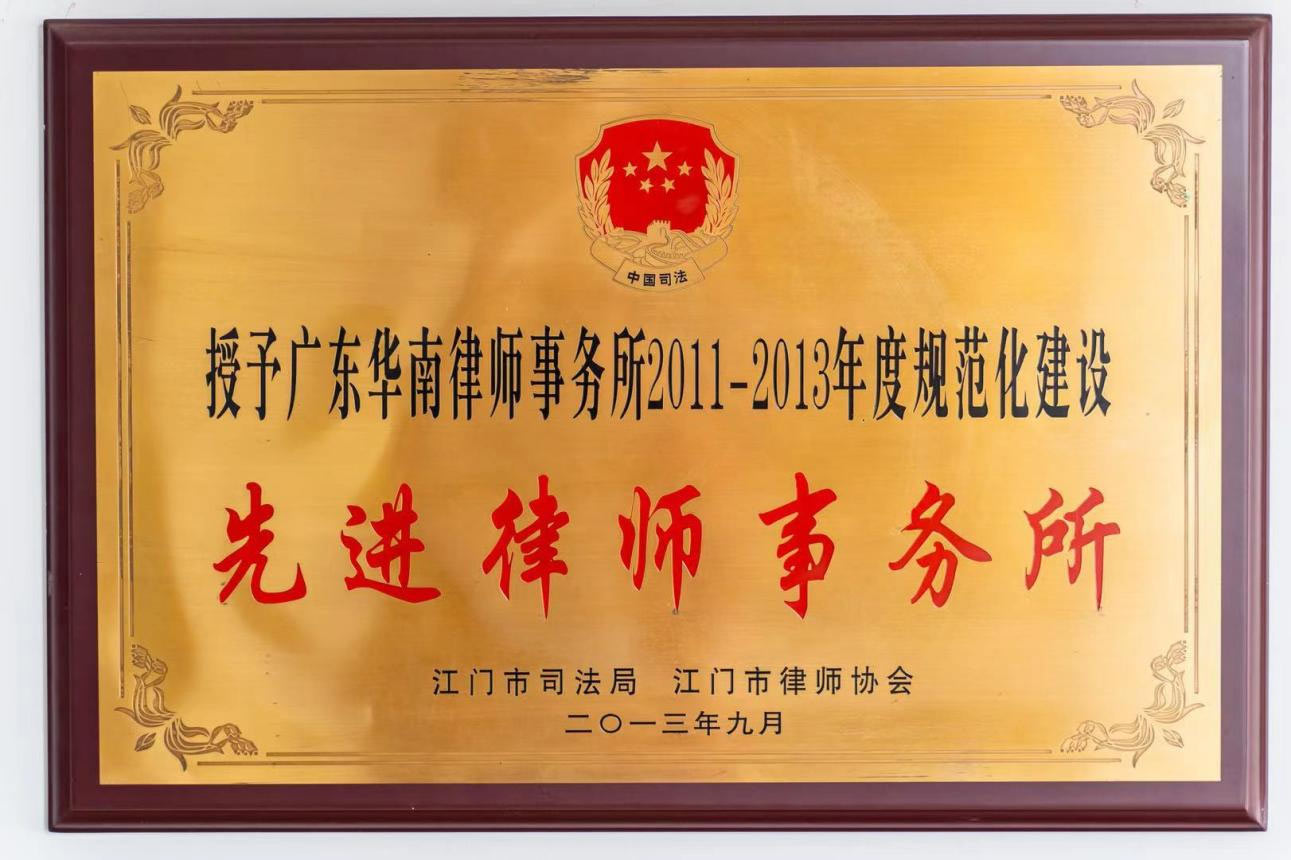 中国司法
授予广东华南律师事务所2011-2013年度规范化建设
先进律师事务所
江门市司法局 江门市律师协会
二〇一三年九月